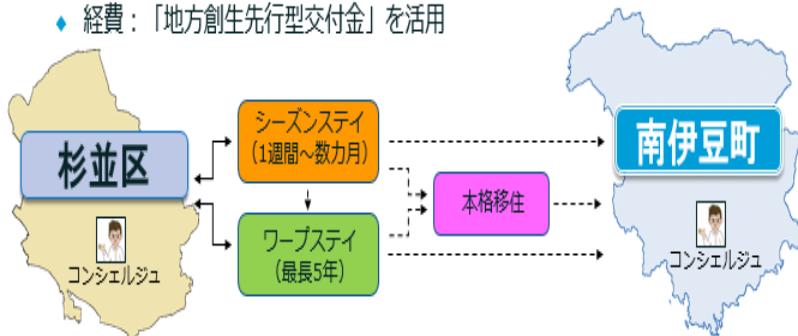 ◆ 経費：「地方創生先行型交付金」を活用
シーズンステイ
（1週間～数カ月）
杉並区
南伊豆町
本格移住
コンシェルジュ
ワープステイ
（最長5年）
コンシェルジュ